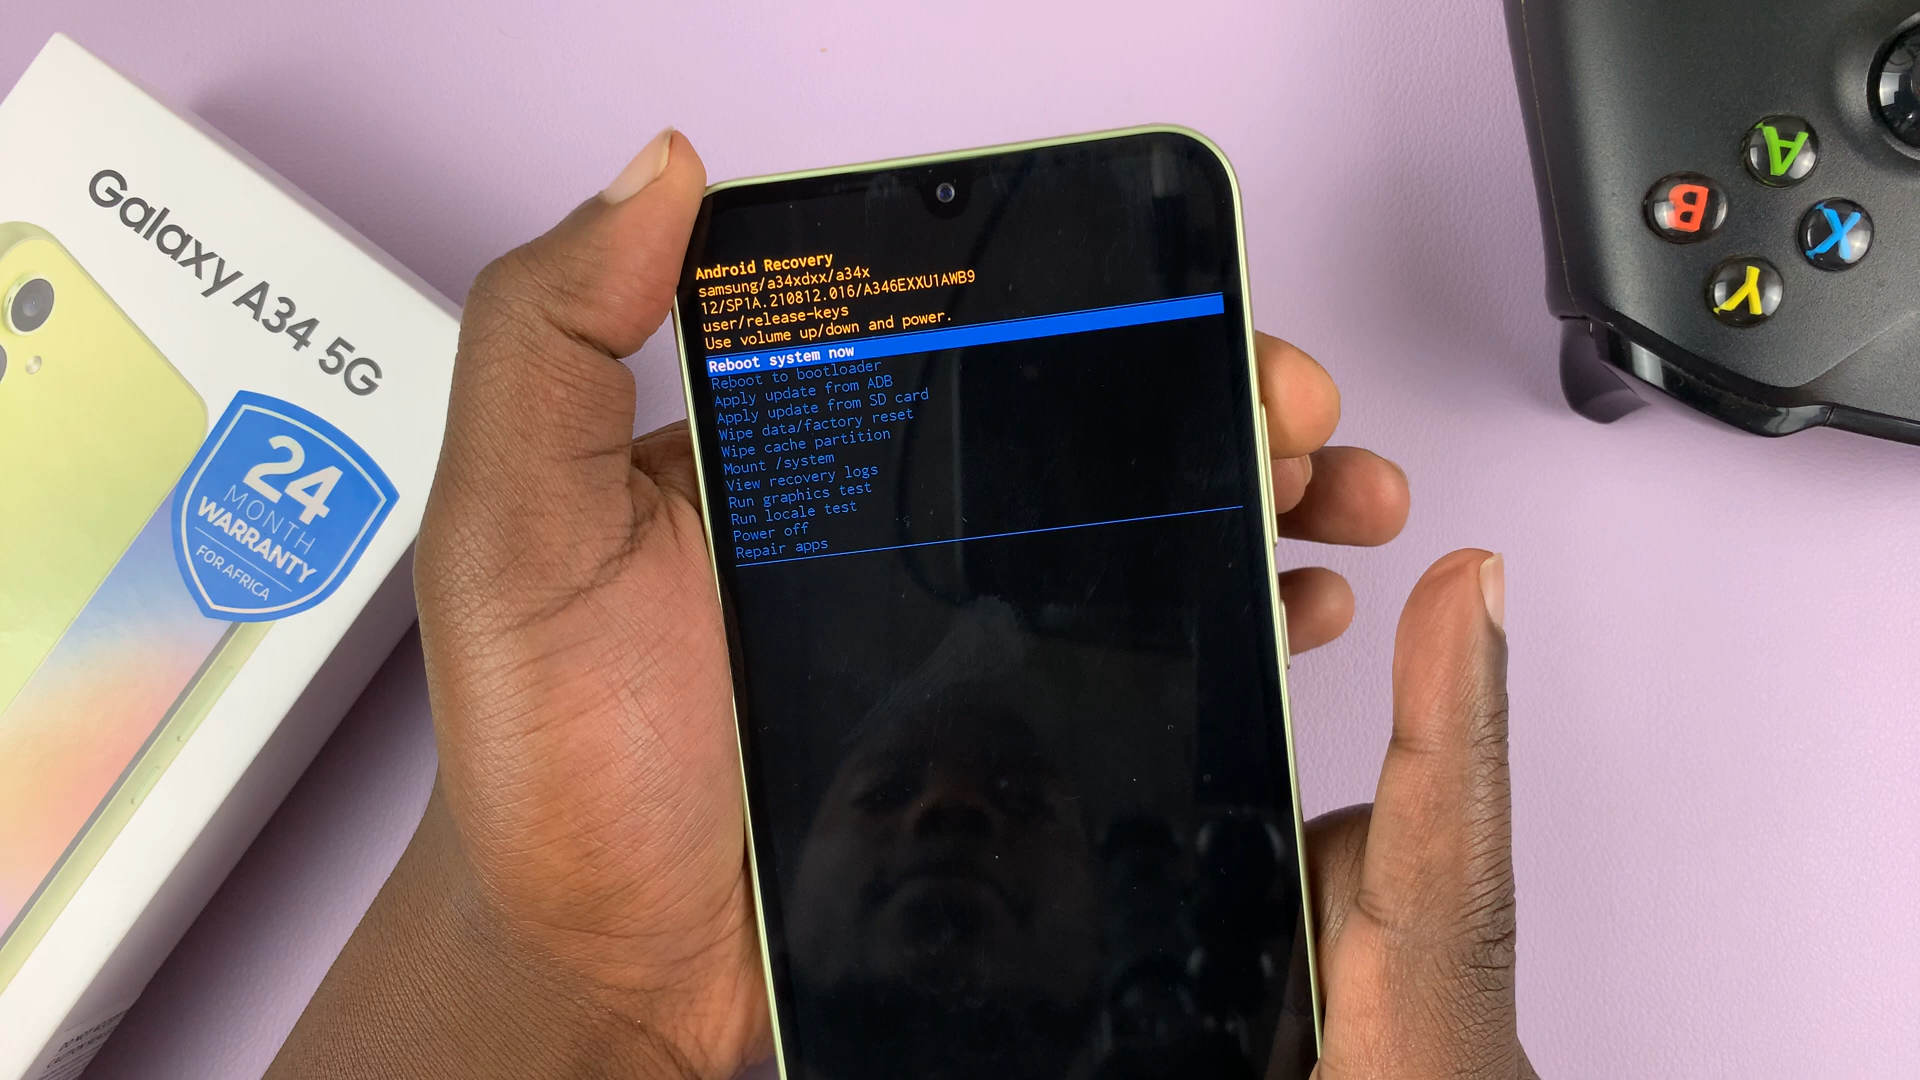 Galaxy A34 5G
24
MONTH
WARRANTY
FOR AFRICA
Android Recovery
samsung/a34xdxx/a34x
12/SP1A.210812.016/A346EXXU1AWB9
user/release-keys
Use volume up/down and power.
Reboot system now
Reboot to bootloader
Apply update from ADB
Apply update from SD card
Wipe data/factory reset
Wipe cache partition
Mount /system
View recovery logs
Run graphics test
Run locale test
Power off
Repair apps
A
B
X
Y